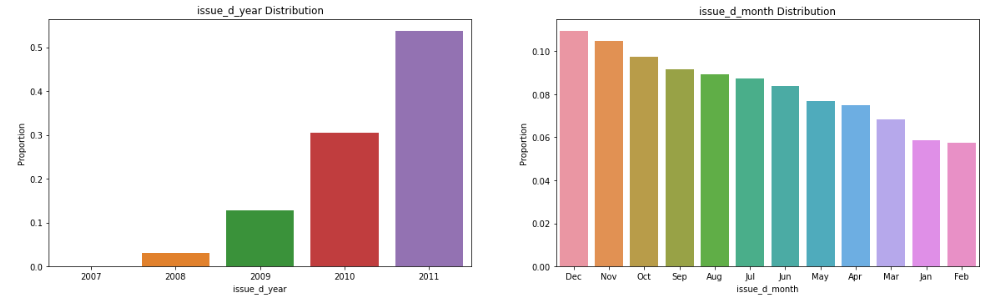 issue_d_year Distribution
Proportion
0.5
0.4
0.3
0.2
0.1
0.0
2007 2008 2009 2010 2011
issue_d_year
issue_d_month Distribution
Proportion
0.10
0.08
0.06
0.04
0.02
0.00
Dec Nov Oct Sep Aug Jul Jun May Apr Mar Jan Feb
issue_d_month